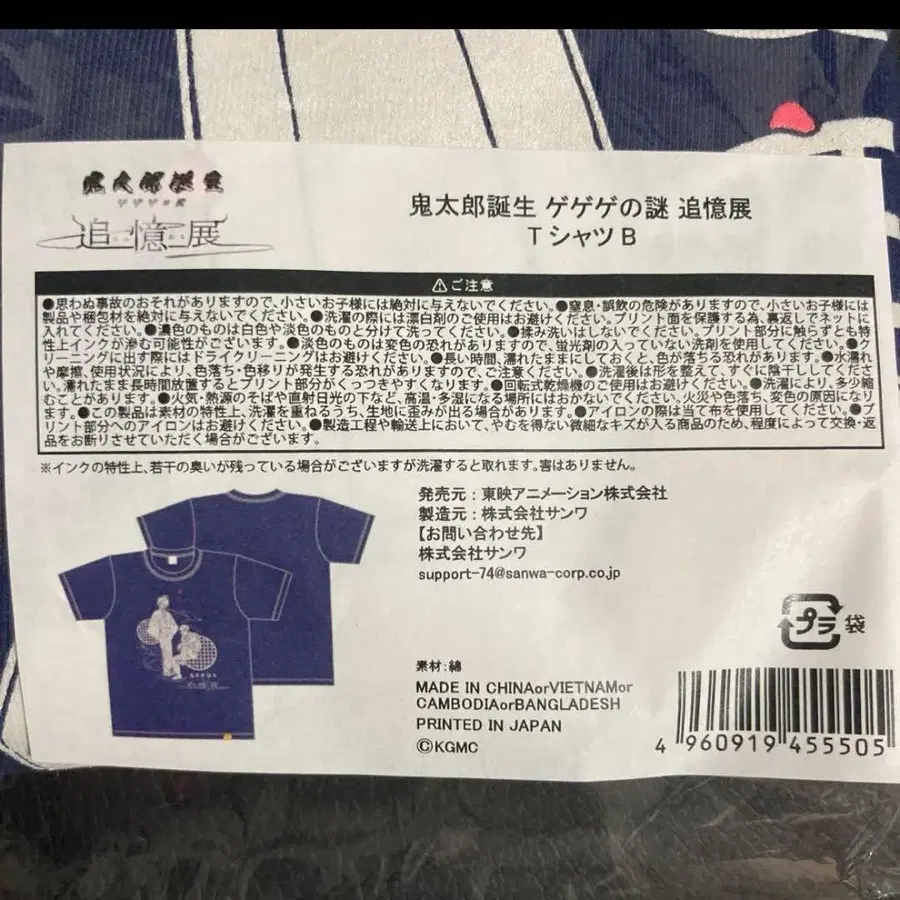 鬼太郎誕生
ゲゲゲの謎
追憶展
鬼太郎誕生 ゲゲゲの謎 追憶展
TシャツB
⚠ご注意
●思わぬ事故のおそれがありますので、小さいお子様には絶対に与えないでください。●窒息・誤飲の危険がありますので、小さいお子様には
製品や梱包材を絶対に与えないでください。●洗濯の際には漂白剤のご使用はお避けください。プリント面を保護する為、裏返しでネットに
入れてください。●濃色のものは白色や淡色のものと分けて洗ってください。●揉み洗いはしないでください。プリント部分に触らずとも特
性上インクが滲む可能性がございます。●淡色のものは変色の恐れがありますので、蛍光剤の入っていない洗剤を使用してください。●ク
リーニングに出す際にはドライクリーニングはお避けください。●長い時間、濡れたままにしておくと、色が落ちる恐れがあります。●水濡れ
や摩擦、使用状況により、色落ち・色移りが発生する恐れがありますので、ご注意ください。●洗濯後は形を整えて、すぐに陰干ししてくださ
い。濡れたまま長時間放置するとプリント部分がくっつきやすくなります。●回転式乾燥機のご使用はお避けください。●洗濯により、多少縮
むことがあります。●火気・熱源のそばや直射日光の下など、高温・多湿になる場所にはおかないでください。火災や色落ち、変色の原因になりま
す。●この製品は素材の特性上、洗濯を重ねるうち、生地に歪みが出る場合があります。●アイロンの際は当て布を使用してください。●プ
リント部分へのアイロンはお避けください。●製造工程や輸送上において、やむを得ない微細なキズが入る商品のため、程度によって交換・返
品をお断りさせていただく場合がございます。
※インクの特性上、若干の臭いが残っている場合がございますが洗濯すると取れます。害はありません。
発売元：東映アニメーション株式会社
製造元：株式会社サンワ
【お問い合わせ先】
株式会社サンワ
support-74@sanwa-corp.co.jp
プラ 袋
素材：綿
MADE IN CHINAorVIETNAMor
CAMBODIAorBANGLADESH
PRINTED IN JAPAN
©KGMC
4 960919 455505